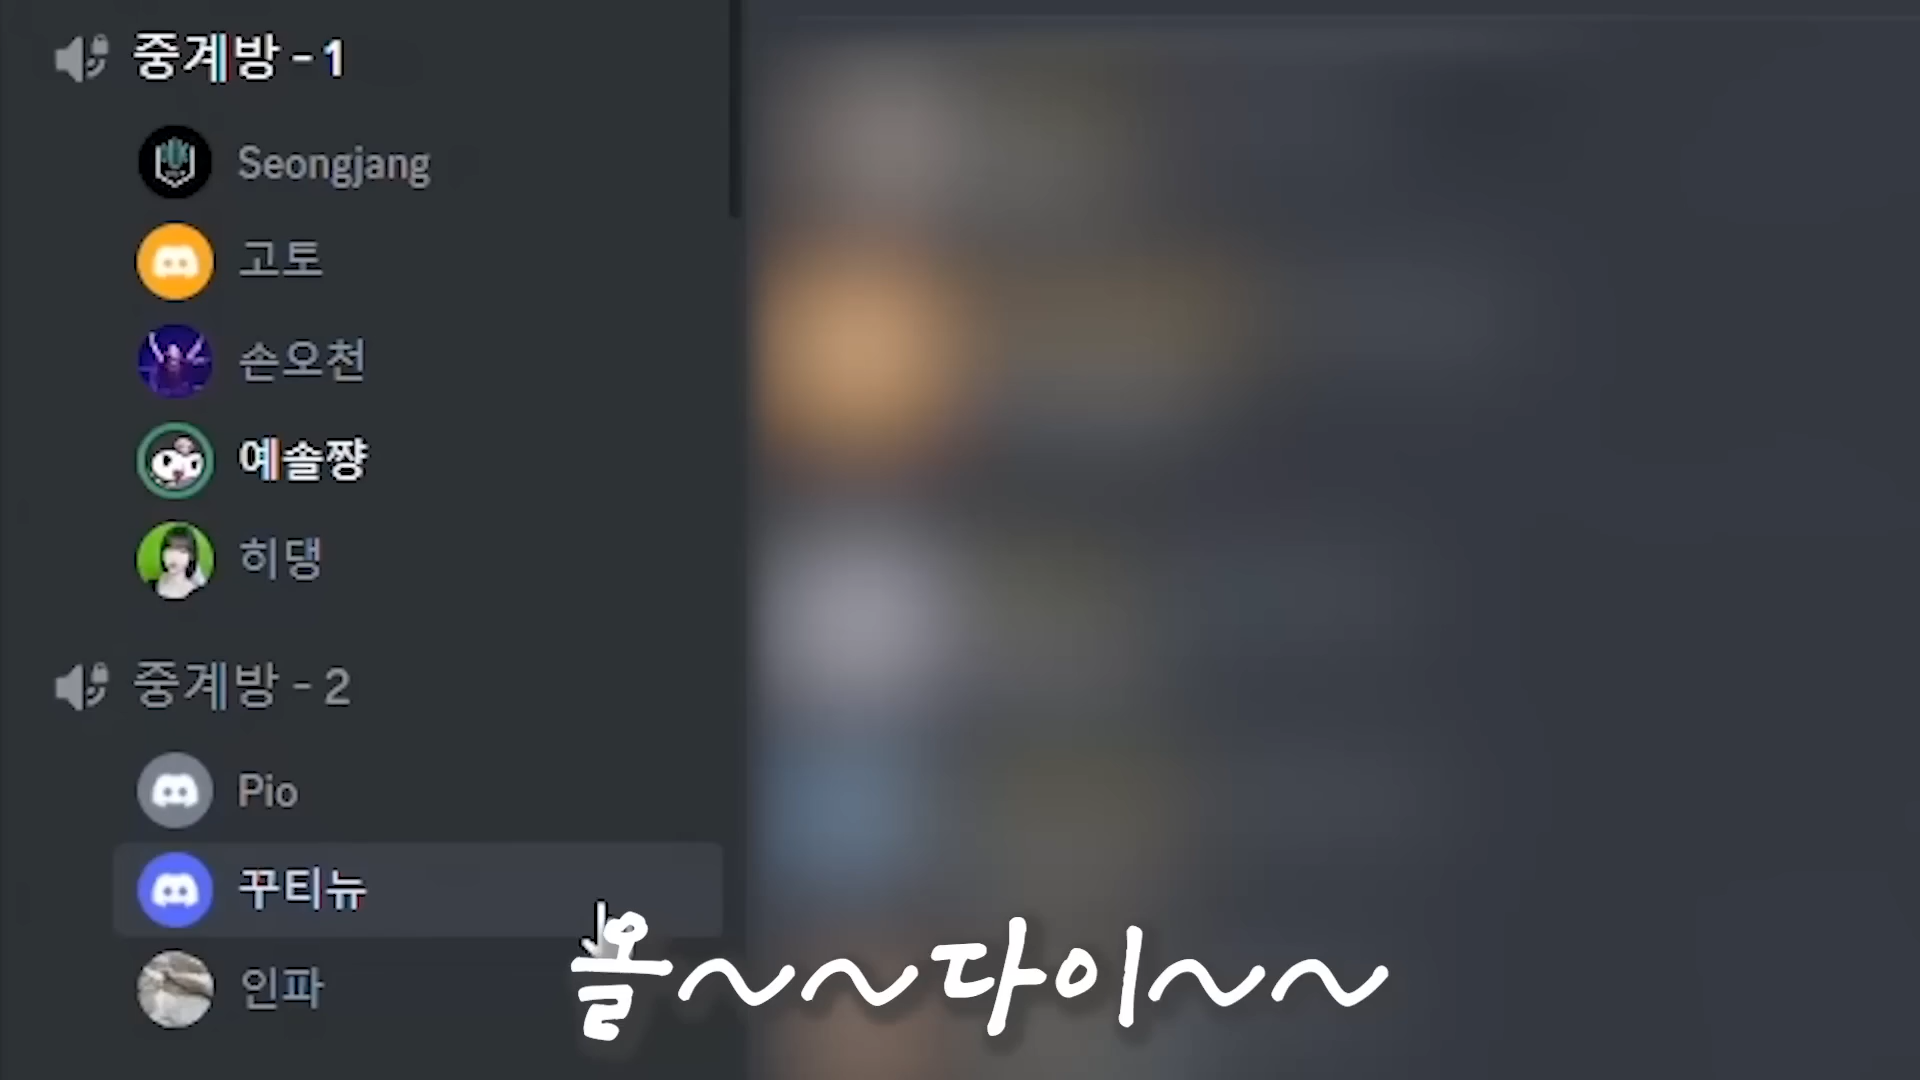 중계방 - 1
Seongjang
고토
손오천
예솔쨩
히댕
중계방 - 2
Pio
꾸티뉴
인파
올~~다이~~